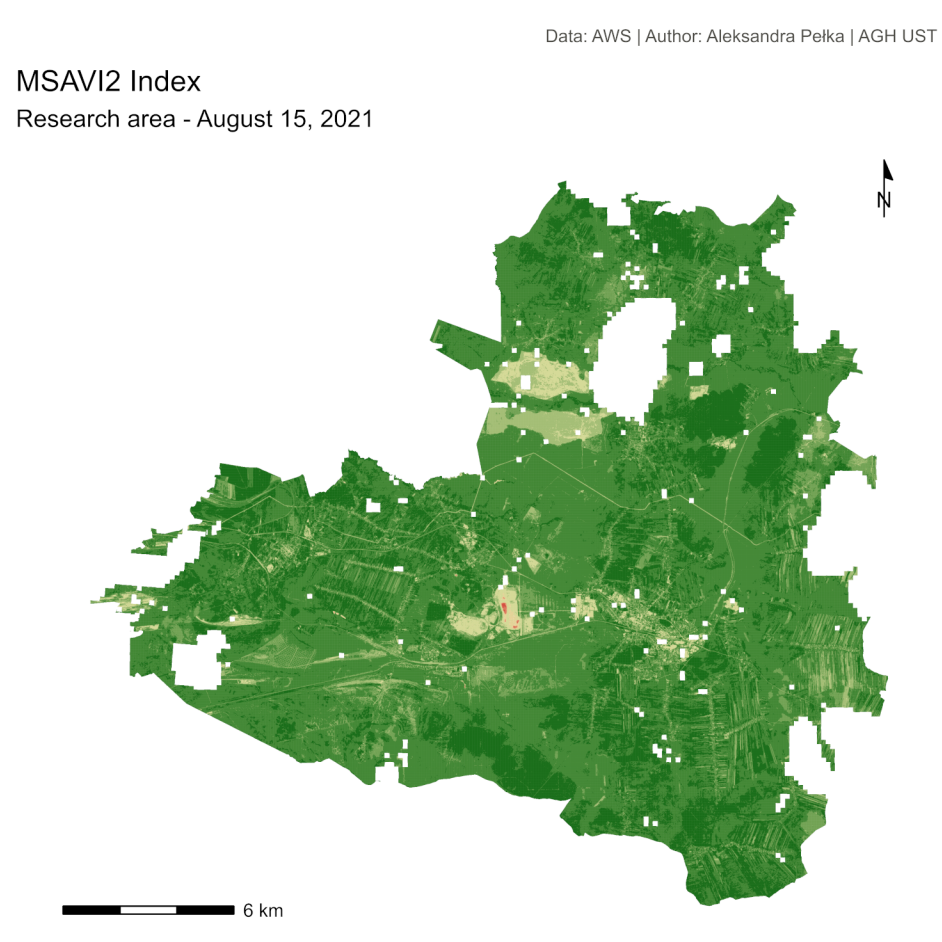 Data: AWS | Author: Aleksandra Pełka | AGH UST
MSAVI2 Index
Research area - August 15, 2021
N
6 km